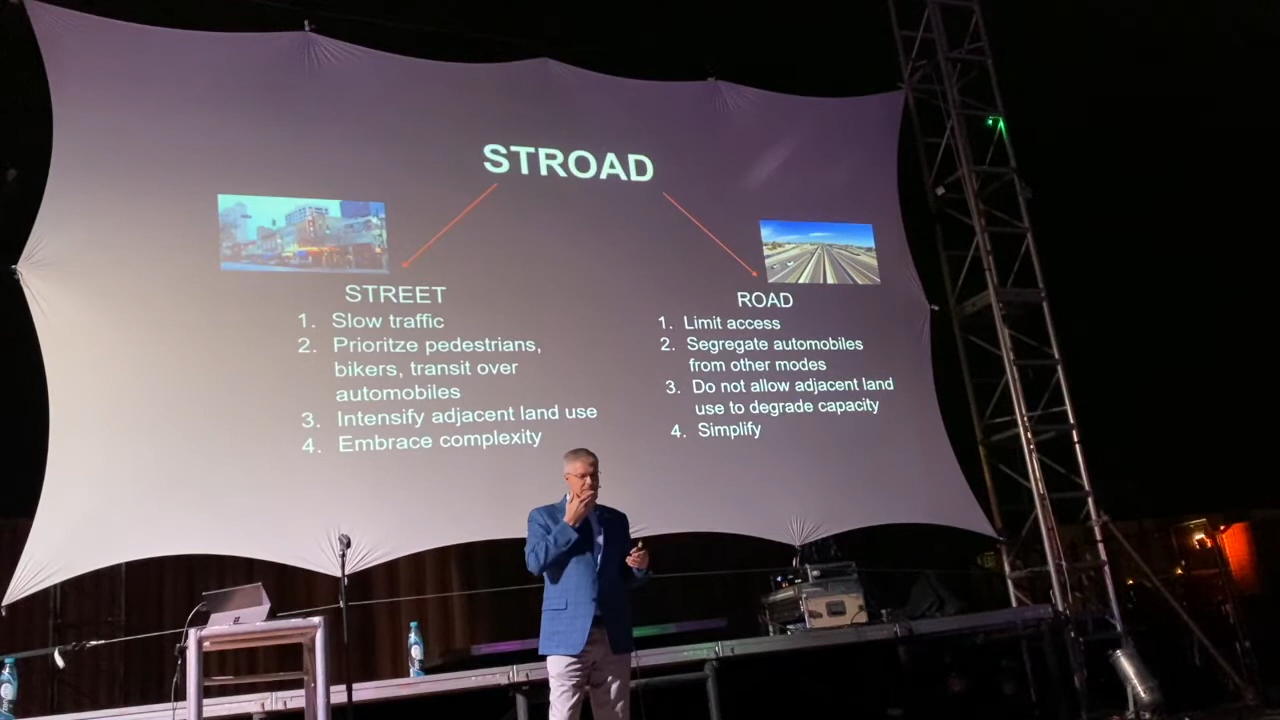 STROAD
STREET
1. Slow traffic
2. Prioritze pedestrians,
bikers, transit over
automobiles
3. Intensify adjacent land use
4. Embrace complexity
ROAD
1. Limit access
2. Segregate automobiles
from other modes
3. Do not allow adjacent land
use to degrade capacity
4. Simplify